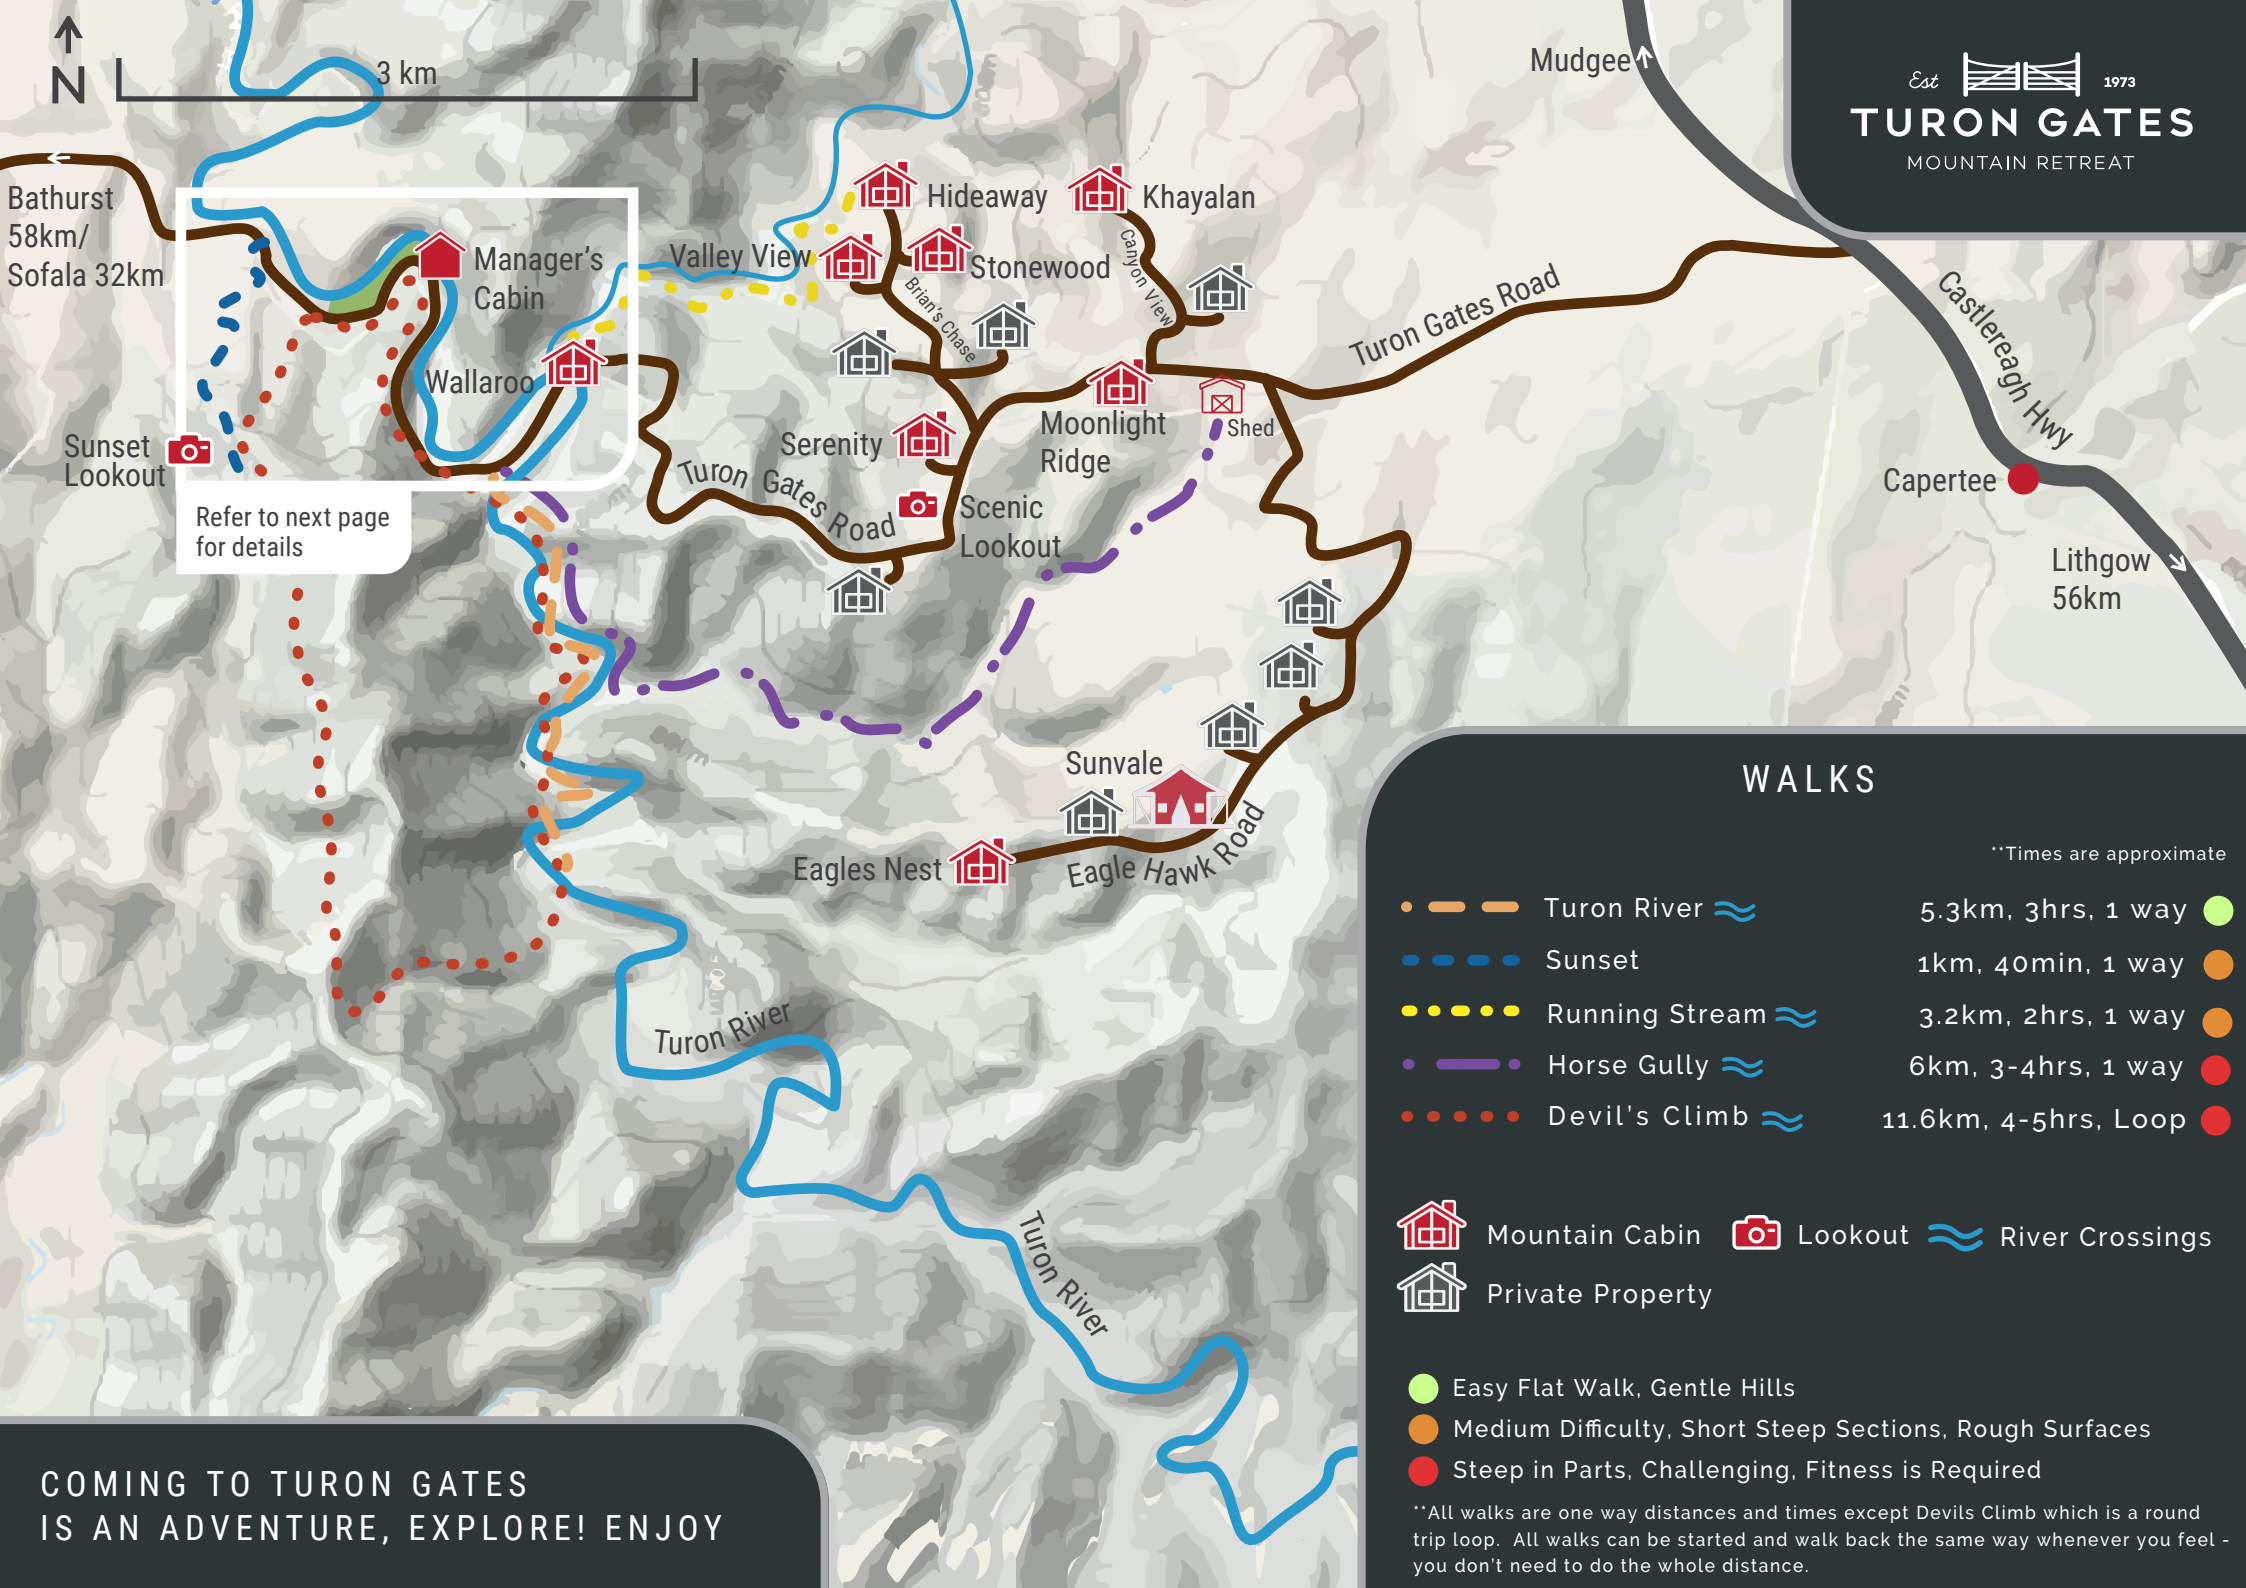 N
3 km
Mudgee
Est
1973
TURON GATES
MOUNTAIN RETREAT
Bathurst
58km/
Sofala 32km
Manager's
Cabin
Valley View
Hideaway
Khayalan
Stonewood
Brian's Chase
Canyon View
Turon Gates Road
Castlereagh Hwy
Wallaroo
Sunset
Lookout
Serenity
Moonlight
Ridge
Shed
Capertee
Turon Gates Road
Scenic
Lookout
Refer to next page
for details
Lithgow
56km
Sunvale
Eagles Nest
Eagle Hawk Road
Turon River
Turon River
WALKS
**Times are approximate
Turon River 5.3km, 3hrs, 1 way
Sunset 1km, 40min, 1 way
Running Stream 3.2km, 2hrs, 1 way
Horse Gully 6km, 3-4hrs, 1 way
Devil's Climb 11.6km, 4-5hrs, Loop
Mountain Cabin Lookout River Crossings
Private Property
Easy Flat Walk, Gentle Hills
Medium Difficulty, Short Steep Sections, Rough Surfaces
Steep in Parts, Challenging, Fitness is Required
**All walks are one way distances and times except Devils Climb which is a round
trip loop. All walks can be started and walk back the same way whenever you feel -
you don't need to do the whole distance.
COMING TO TURON GATES
IS AN ADVENTURE, EXPLORE! ENJOY